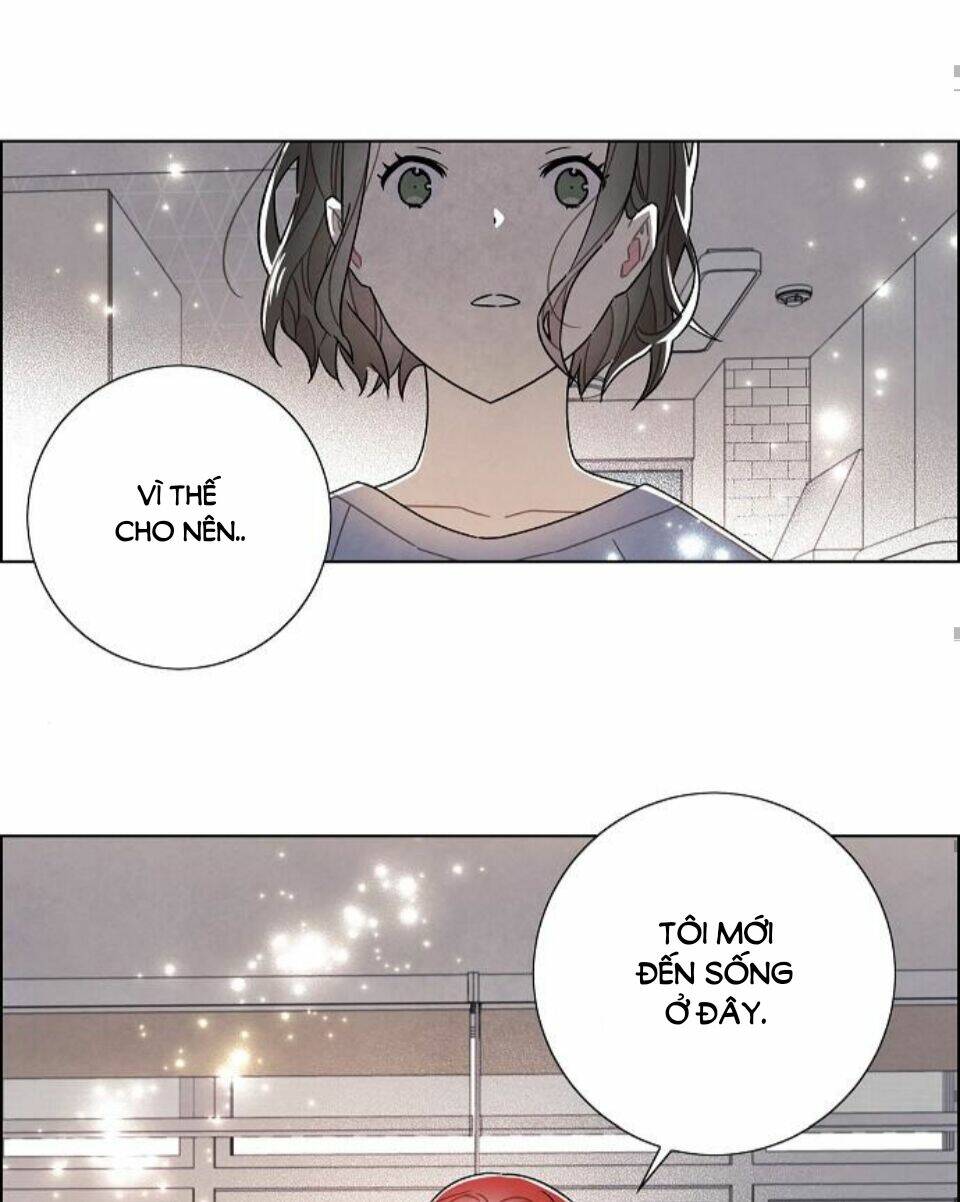 VÌ THẾ
CHO NÊN..
TÔI MỚI
ĐẾN SỐNG
Ở ĐÂY.